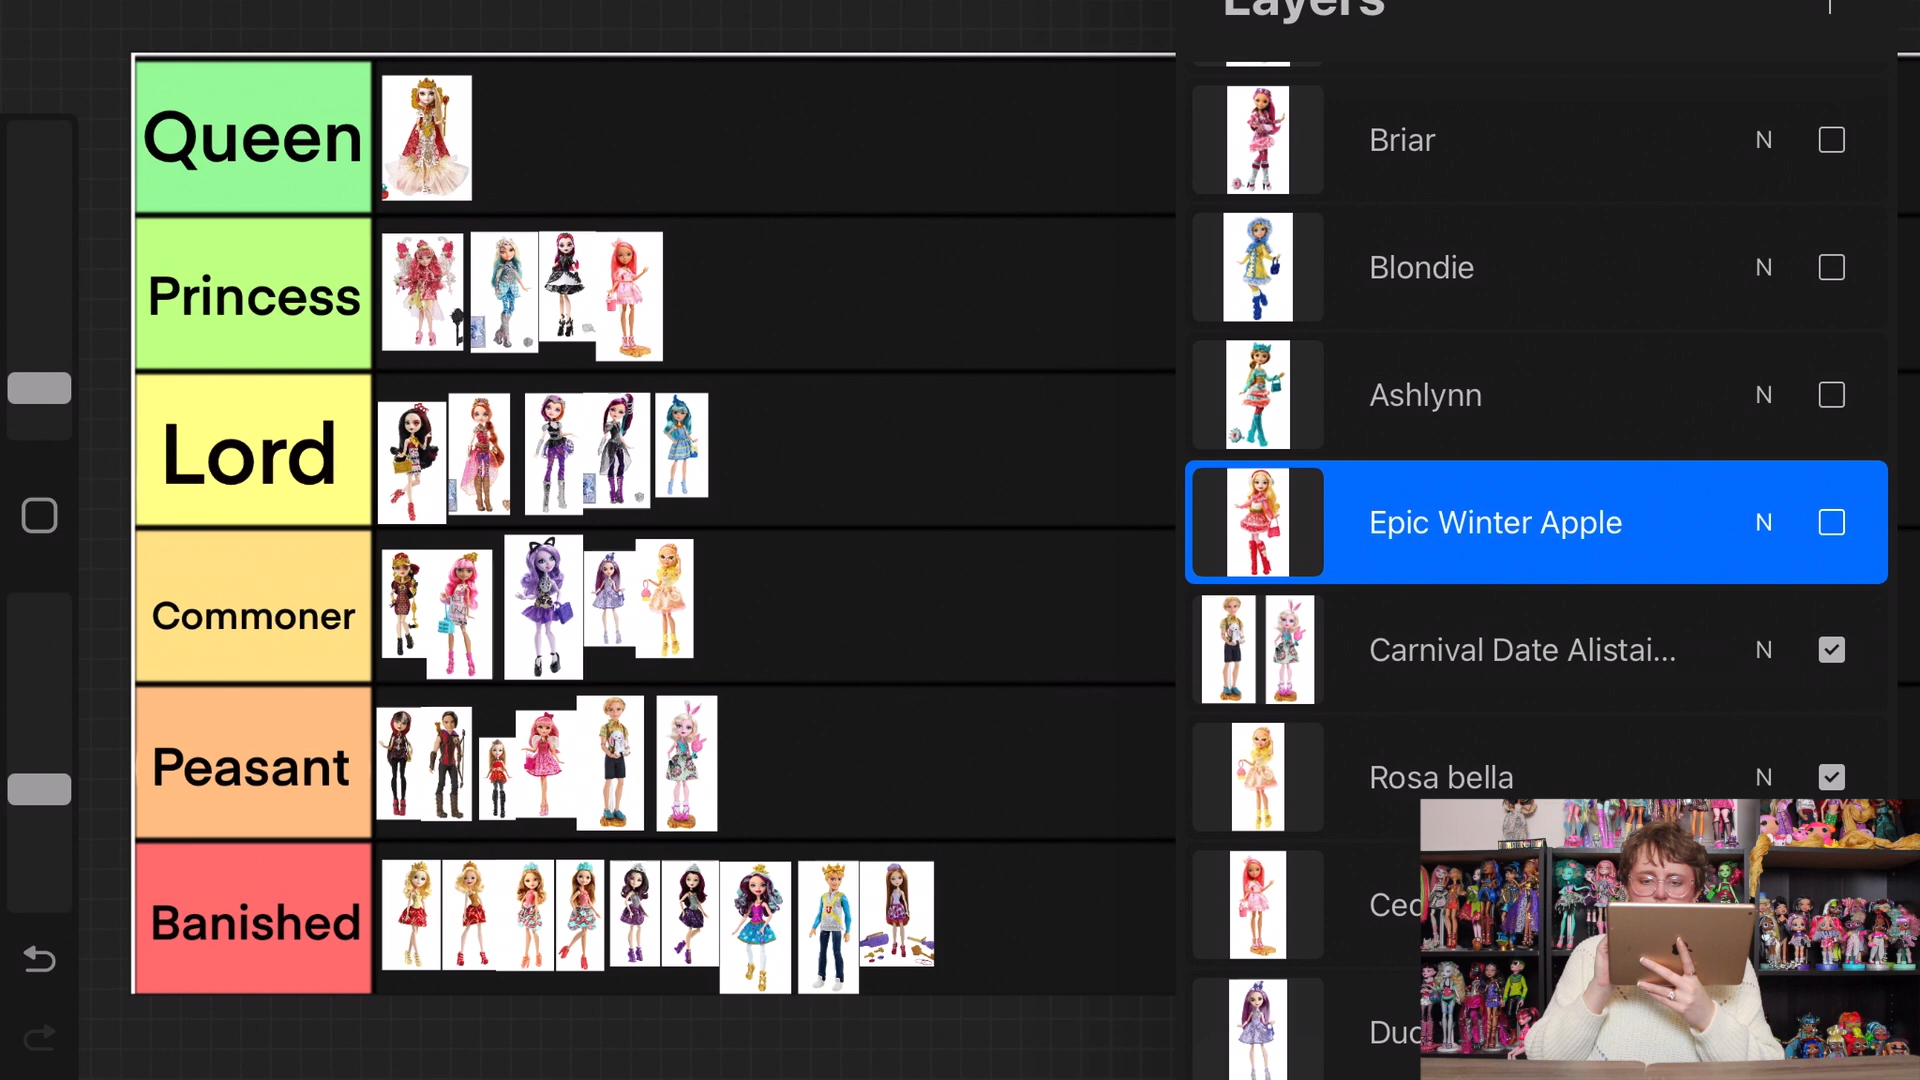 Layers
Queen
Briar N
Blondie N
Princess
Ashlynn N
Lord
Epic Winter Apple N
Commoner
Carnival Date Alistai... N
Peasant
Rosa bella N
Banished
Ced
Duc